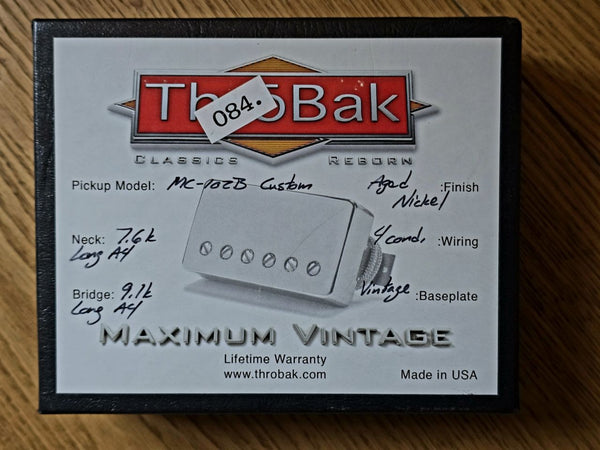 ThroBak
084.
CLASSICS REBORN
Pickup Model: MC-102B Custom Aged :Finish
Nickel
Neck: 7.6k 4 cond. :Wiring
Long A4
Bridge: 9.1k Vintage :Baseplate
Long A4
MAXIMUM VINTAGE
Lifetime Warranty
www.throbak.com Made in USA